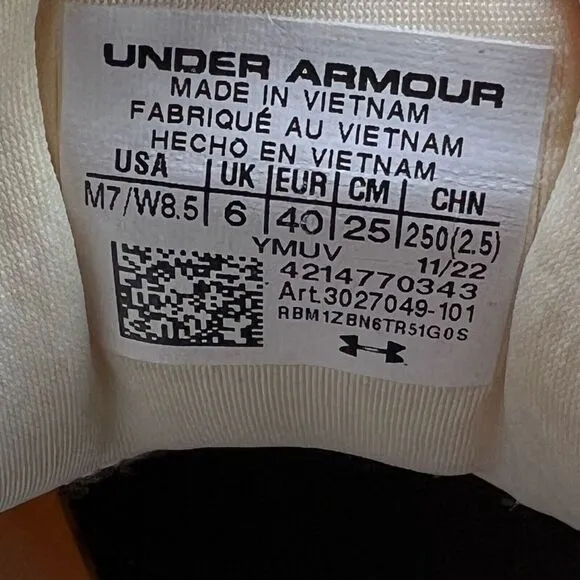 UNDER ARMOUR
MADE IN VIETNAM
FABRIQUÉ AU VIETNAM
HECHO EN VIETNAM
USA UK EUR CM CHN
M7/W8.5 6 40 25 250(2.5)
YMUV 11/22
4214770343
Art.3027049-101
RBM1ZBN6TR51G0S